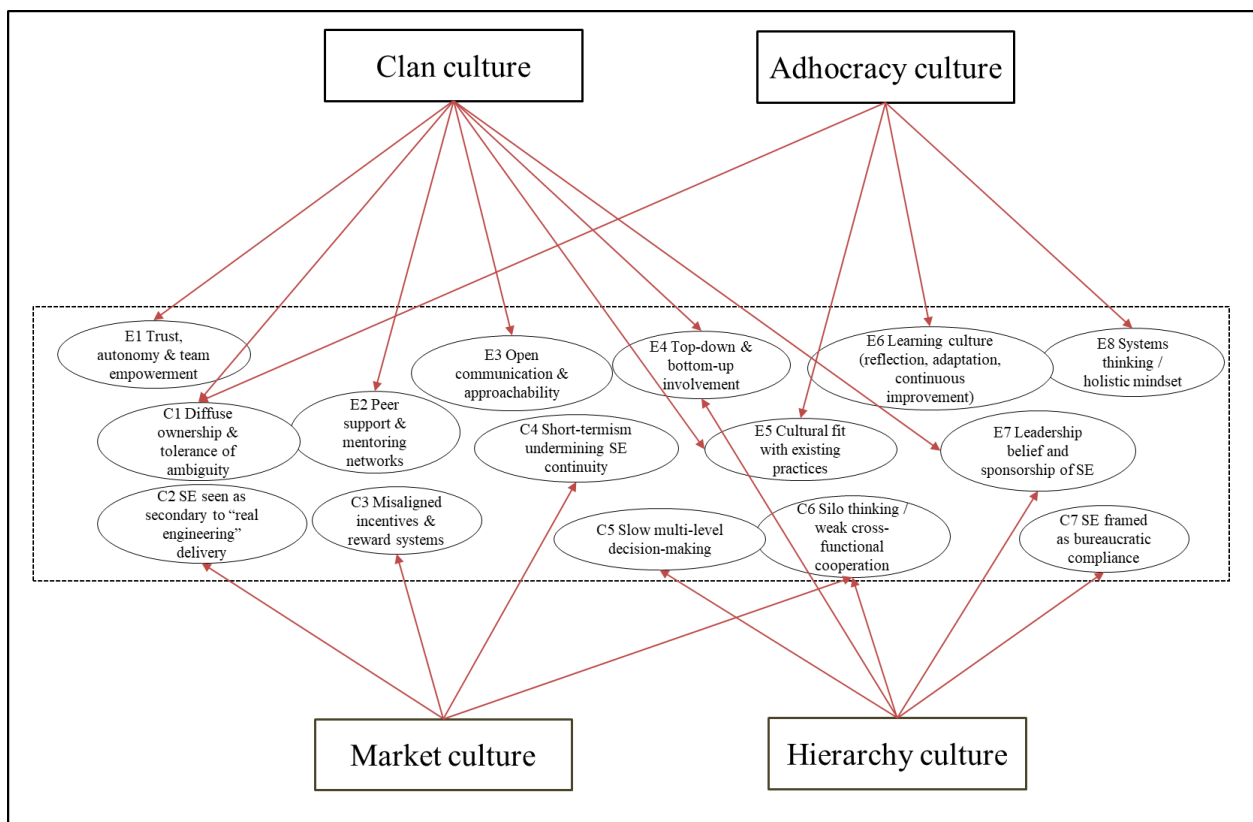 Clan culture
Adhocracy culture
E1 Trust,
autonomy & team
empowerment
E3 Open
communication &
approachability
E4 Top-down &
bottom-up
involvement
E6 Learning culture
(reflection, adaptation,
continuous
improvement)
E8 Systems
thinking /
holistic mindset
C1 Diffuse
ownership &
tolerance of
ambiguity
E2 Peer
support &
mentoring
networks
C4 Short-termism
undermining SE
continuity
E5 Cultural fit
with existing
practices
E7 Leadership
belief and
sponsorship of SE
C2 SE seen as
secondary to “real
engineering”
delivery
C3 Misaligned
incentives &
reward systems
C5 Slow multi-level
decision-making
C6 Silo thinking /
weak cross-
functional
cooperation
C7 SE framed
as bureaucratic
compliance
Market culture
Hierarchy culture